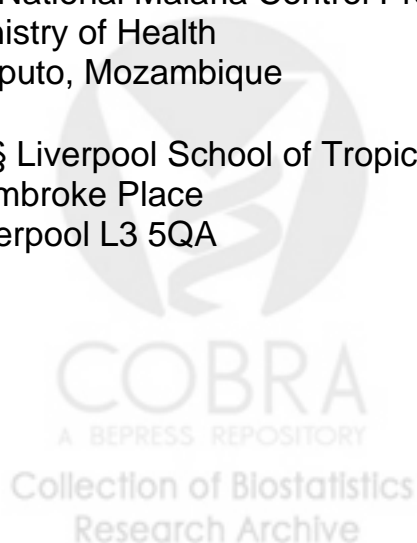 National Malaria Control
nistry of Health
puto, Mozambique
§ Liverpool School of Tropic
mbroke Place
erpool L3 5QA
COBRA
A BEPRESS REPOSITORY
Collection of Biostatistics
Research Archive